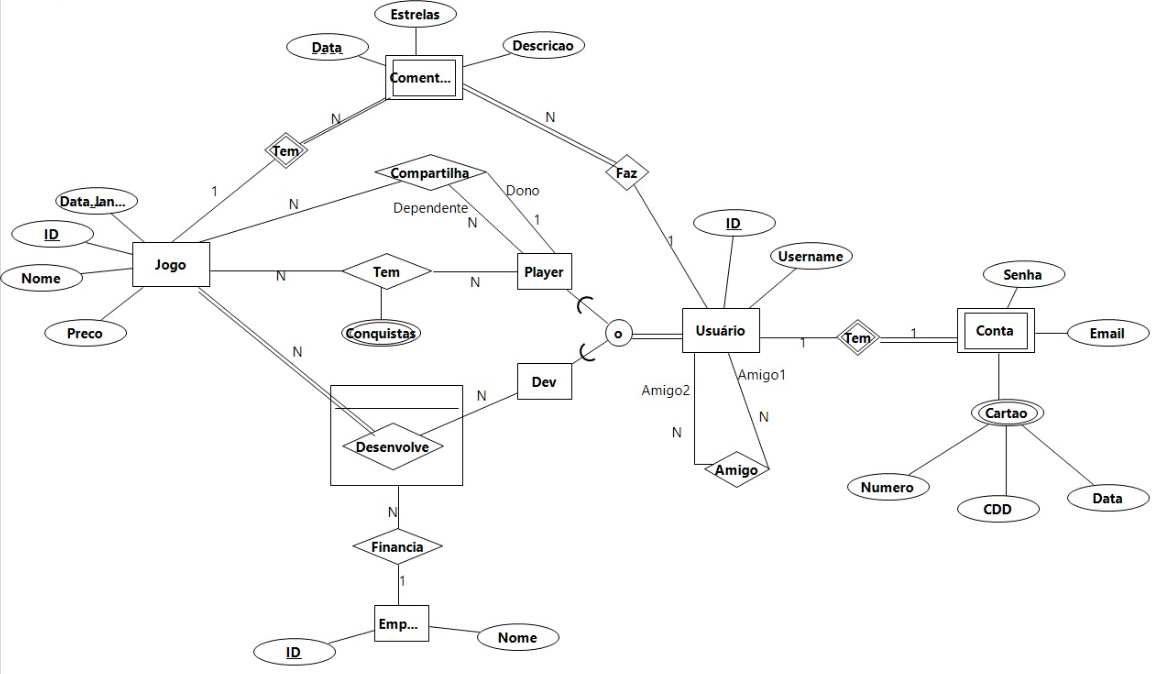 Estrelas
Data
Descricao
Coment...
N
N
Tem
Compartilha
Faz
1
Data_lan...
N
Dependente
Dono
N
1
ID
Nome
Preco
Jogo
N
Tem
N
Player
Conquistas
1
ID
Username
Senha
o
Usuário
1
Tem
1
Conta
Email
N
Dev
N
Desenvolve
Amigo2
Amigo1
N
N
Amigo
Cartao
Numero
CDD
Data
N
Financia
1
Emp...
ID
Nome